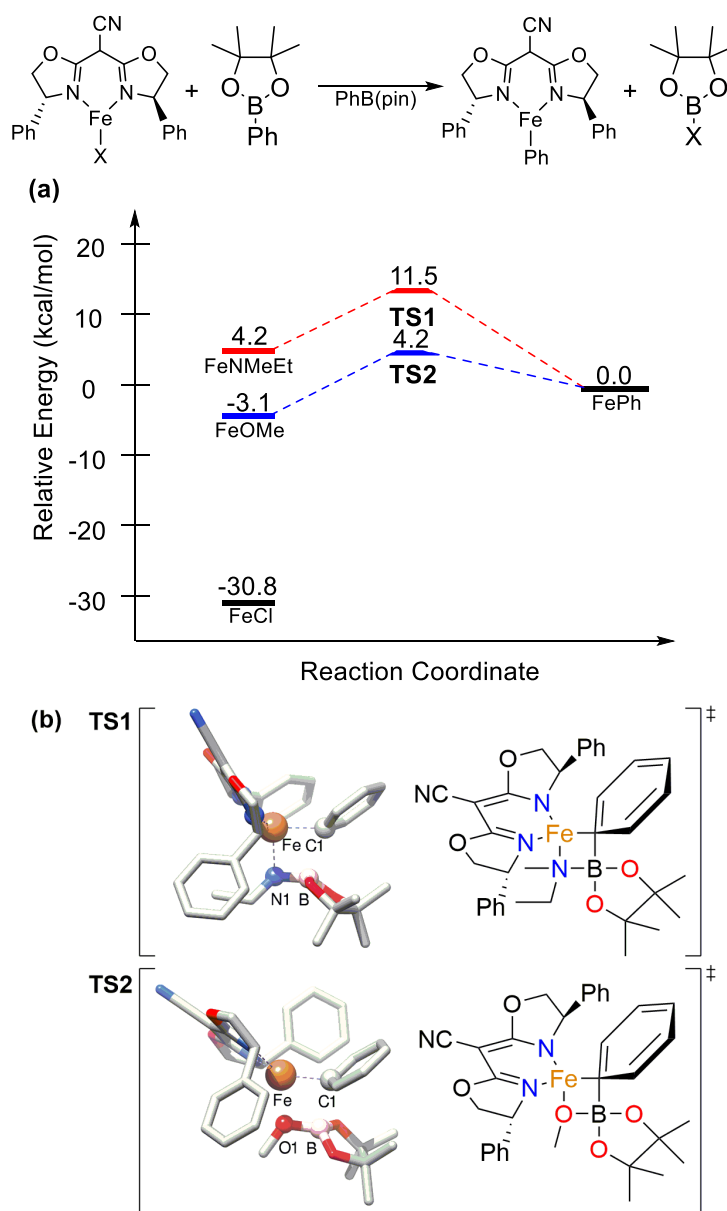 CN
O O
N N
Ph Fe Ph
X
+
O O
B
Ph
PhB(pin)
CN
O O
N N
Ph Fe Ph
Ph
+
O O
B
X
(a)
Relative Energy (kcal/mol)
20
10
0
-10
-20
-30
11.5
TS1
4.2
FeNMeEt
4.2
TS2
-3.1
FeOMe
0.0
FePh
-30.8
FeCl
Reaction Coordinate
(b) TS1
‡
Fe C1
N1 B
Ph
O
NC N
Fe
O N
N B O
Ph O
TS2
‡
Fe C1
O1 B
Ph
O
NC N
Fe
O N
O B O
Ph O